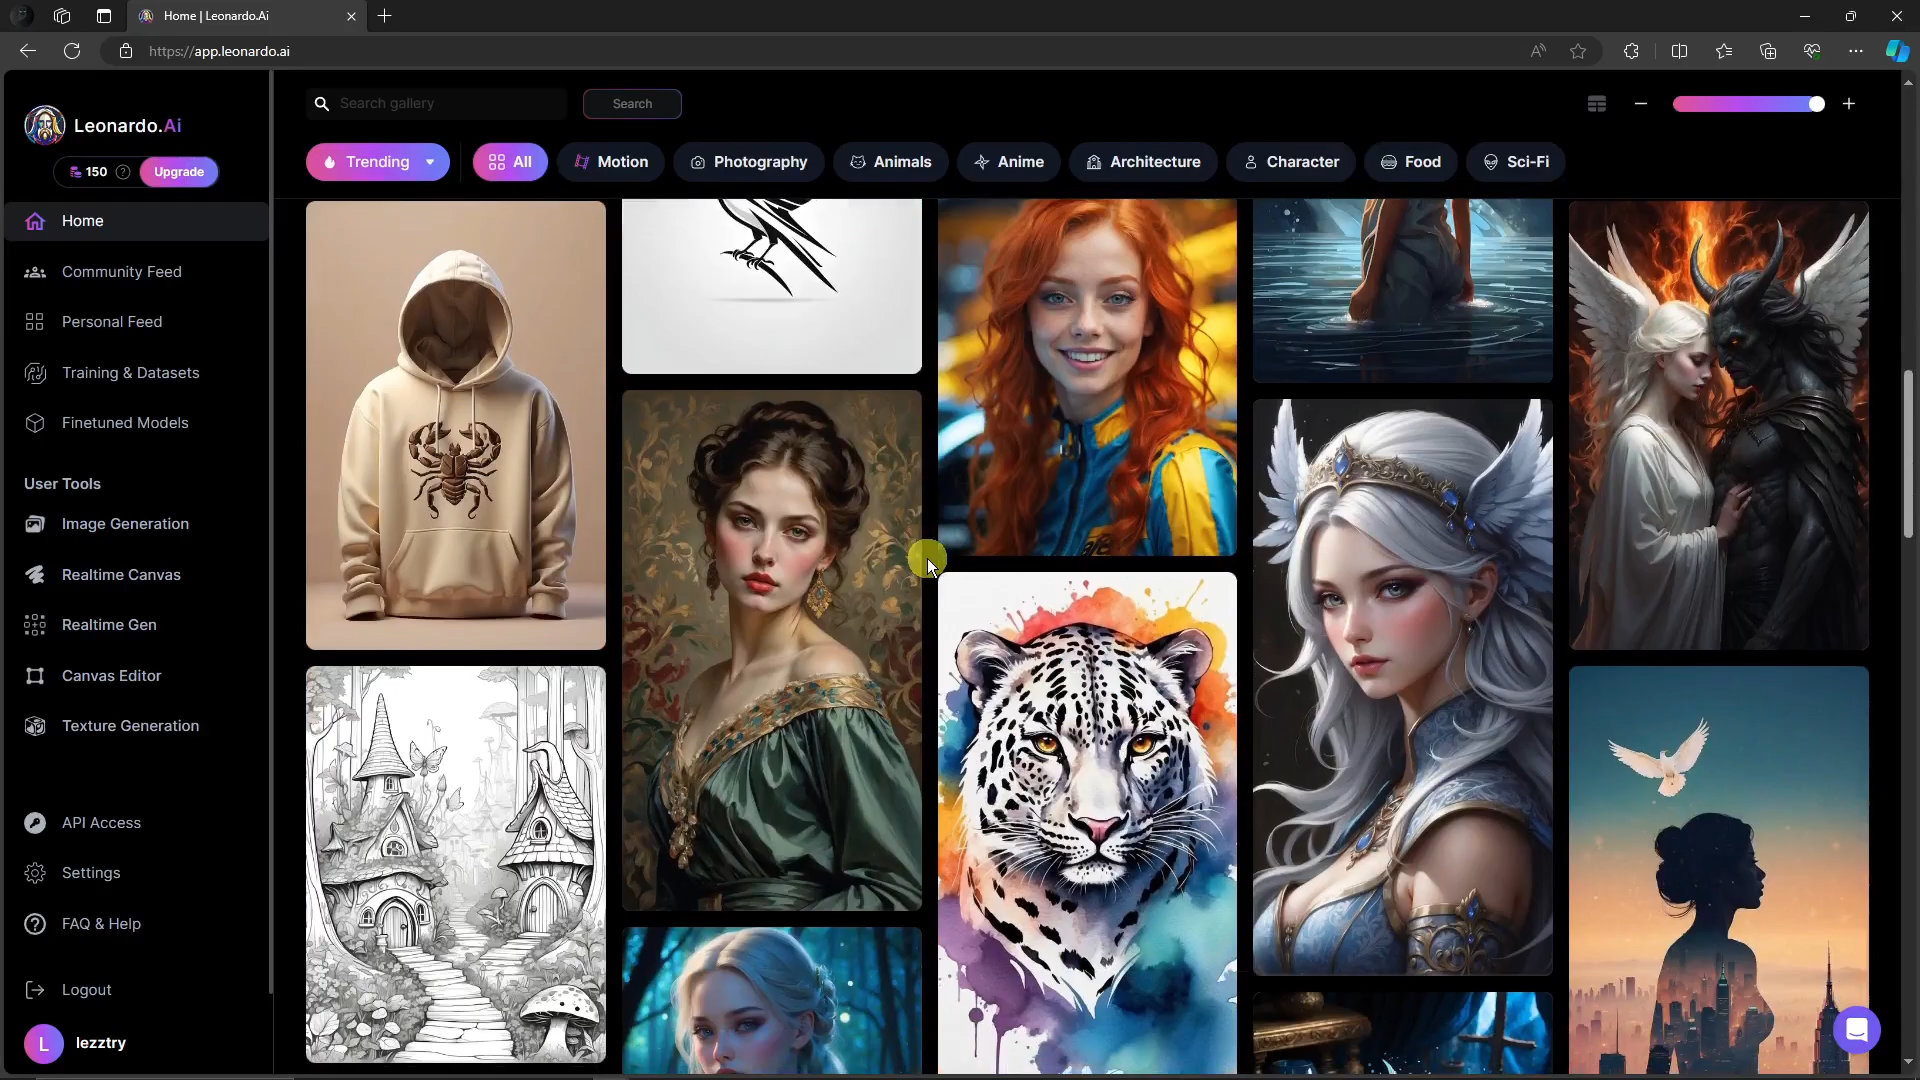 Home | Leonardo.Ai
https://app.leonardo.ai
Leonardo.Ai
150
Upgrade
Home
Community Feed
Personal Feed
Training & Datasets
Finetuned Models
User Tools
Image Generation
Realtime Canvas
Realtime Gen
Canvas Editor
Texture Generation
API Access
Settings
FAQ & Help
Logout
L
lezztry
Search gallery
Search
Trending
All
Motion
Photography
Animals
Anime
Architecture
Character
Food
Sci-Fi